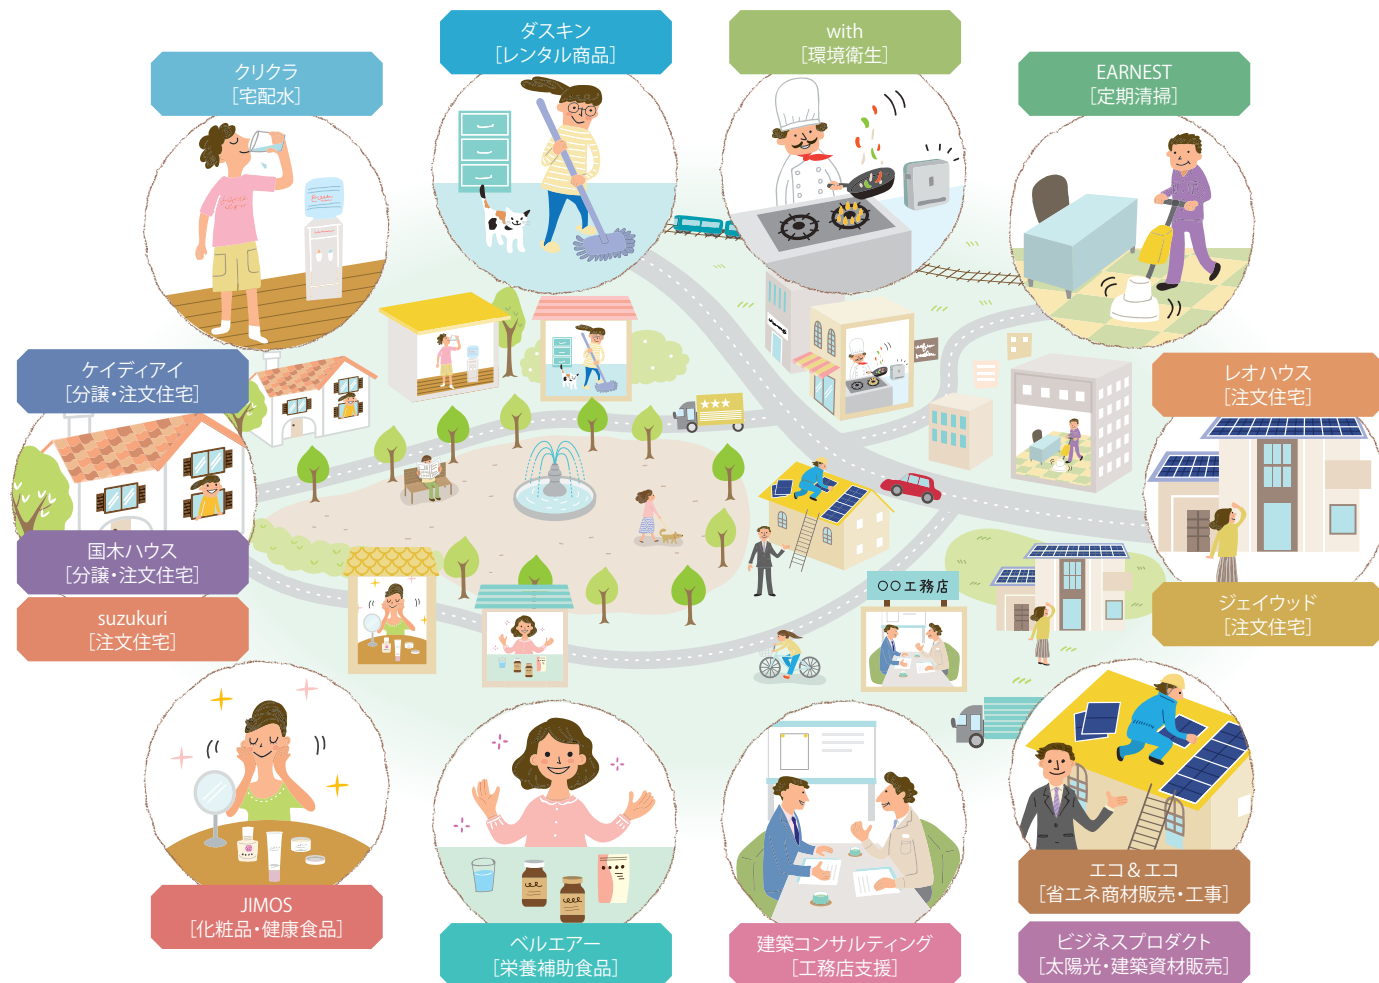 ダスキン
［レンタル商品］
with
［環境衛生］
クリクラ
［宅配水］
EARNEST
［定期清掃］
ケイディアイ
［分譲・注文住宅］
レオハウス
［注文住宅］
国木ハウス
［分譲・注文住宅］
〇〇工務店
suzukuri
［注文住宅］
ジェイウッド
［注文住宅］
JIMOS
［化粧品・健康食品］
ベルエアー
［栄養補助食品］
建築コンサルティング
［工務店支援］
エコ＆エコ
［省エネ商材販売・工事］
ビジネスプロダクト
［太陽光・建築資材販売］